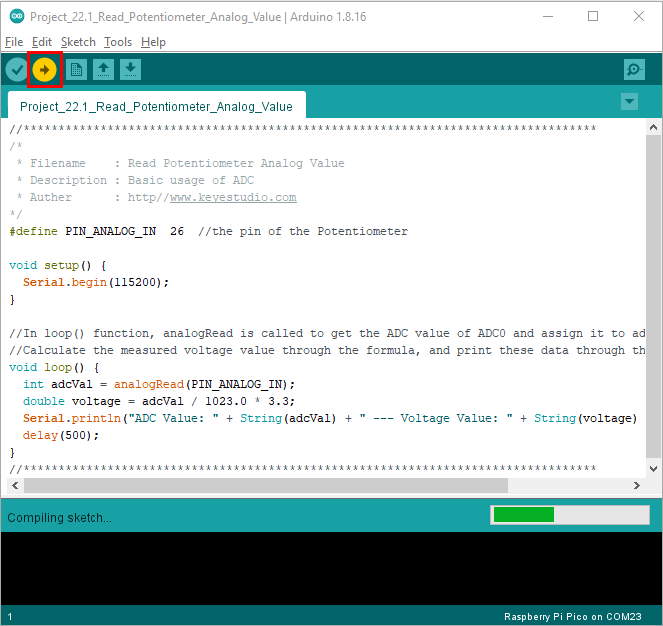 Project_22.1_Read_Potentiometer_Analog_Value | Arduino 1.8.16
File Edit Sketch Tools Help
Project_22.1_Read_Potentiometer_Analog_Value
//**********************************************************************************
/*
 * Filename    : Read Potentiometer Analog Value
 * Description : Basic usage of ADC
 * Auther      : http//www.keyestudio.com
*/
#define PIN_ANALOG_IN  26  //the pin of the Potentiometer
void setup() {
  Serial.begin(115200);
}
//In loop() function, analogRead is called to get the ADC value of ADC0 and assign it to ad
//Calculate the measured voltage value through the formula, and print these data through th
void loop() {
  int adcVal = analogRead(PIN_ANALOG_IN);
  double voltage = adcVal / 1023.0 * 3.3;
  Serial.println("ADC Value: " + String(adcVal) + " --- Voltage Value: " + String(voltage)
  delay(500);
}
//**********************************************************************************
Compiling sketch...
1 Raspberry Pi Pico on COM23